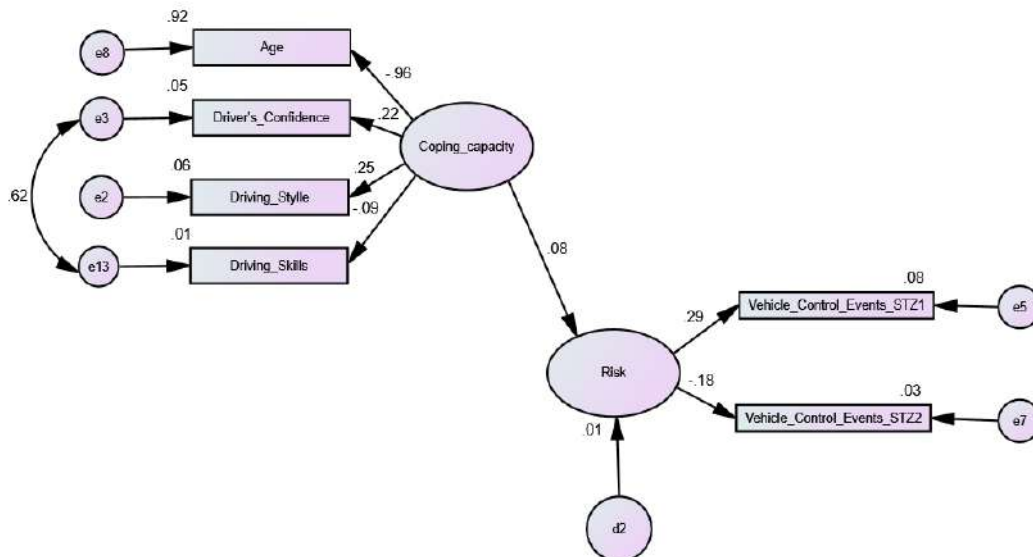 .92
e8
Age
-.96
.05
e3
Driver's_Confidence
.22
Coping_capacity
.62
.06
e2
Driving_Stylle
.25
-.09
.01
e13
Driving_Skills
.08
.08
Vehicle_Control_Events_STZ1
e5
.29
Risk
-.18
.03
Vehicle_Control_Events_STZ2
e7
.01
d2